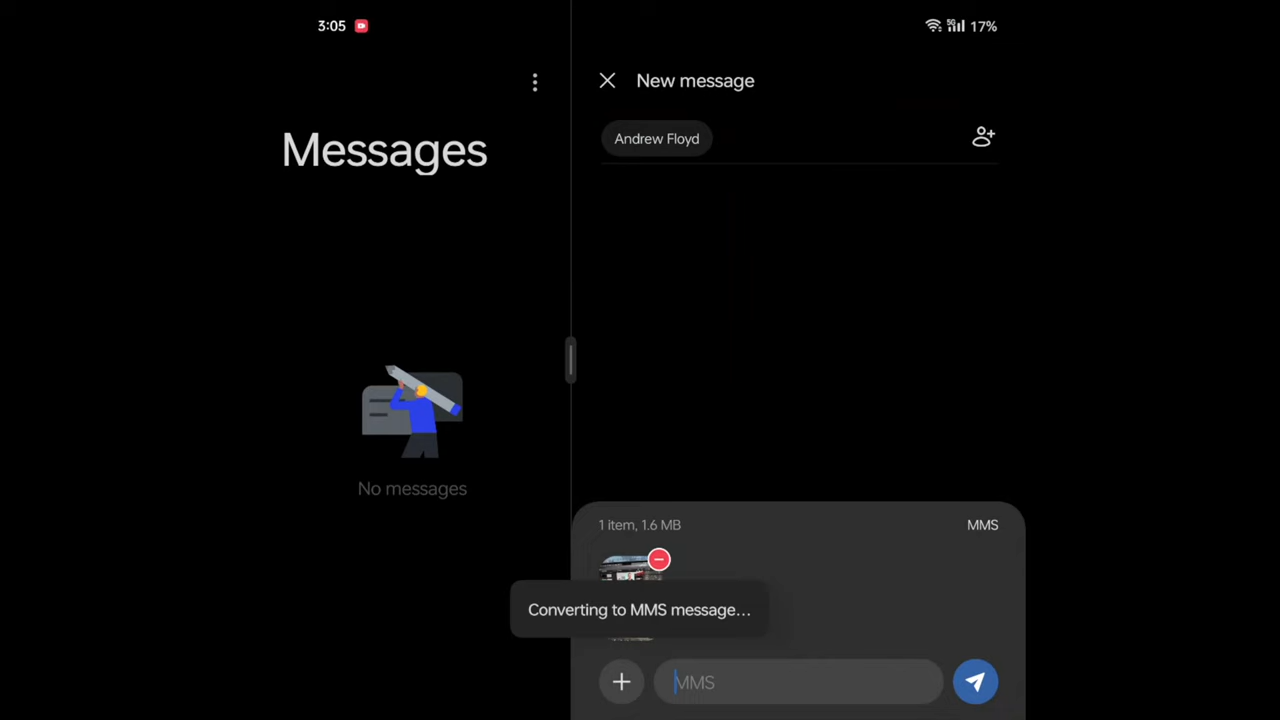 3:05
5G
17%
Messages
No messages
New message
Andrew Floyd
1 item, 1.6 MB
MMS
Converting to MMS message...
MMS